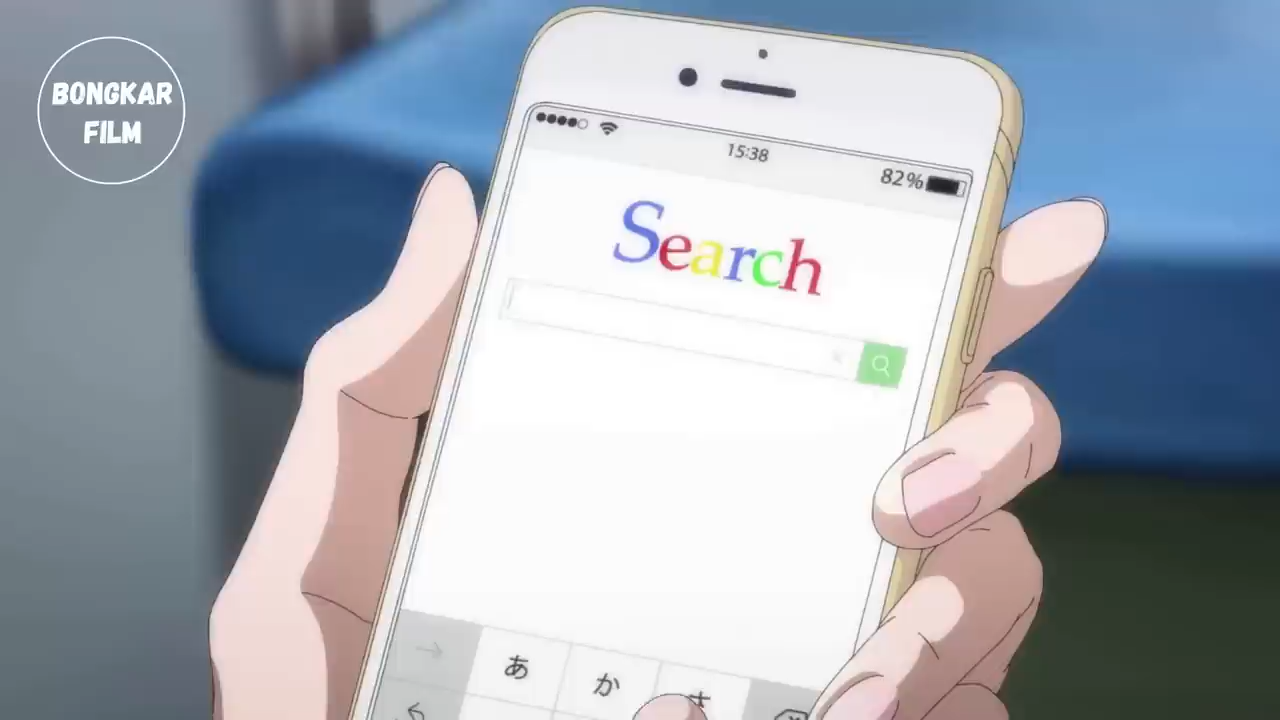 BONGKAR
FILM
15:38
82%
Search
あ
か